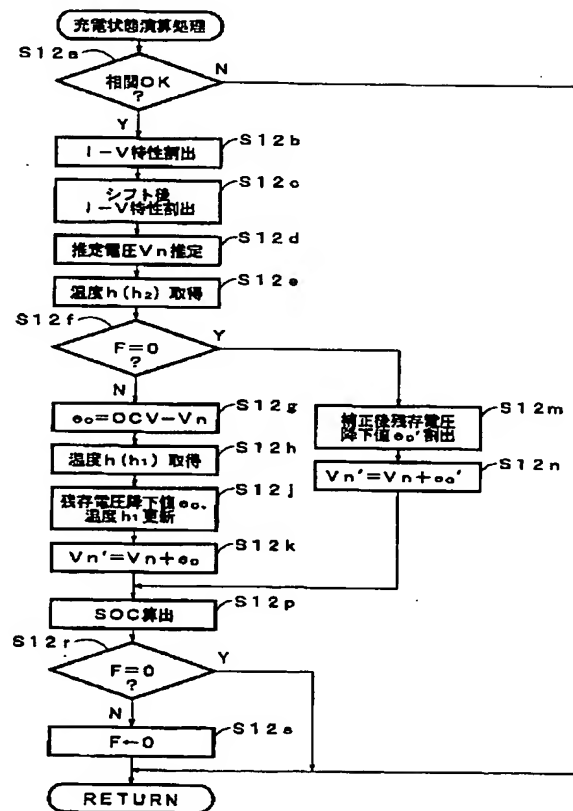 充電状態演算処理
S12a
相関OK
?
N
Y
I-V特性割出
S12b
シフト後
I-V特性割出
S12c
推定電圧Vn推定
S12d
温度h(h2)取得
S12e
S12f
F=0
?
Y
N
e0=OCV-Vn
S12g
温度h(h1)取得
S12h
残存電圧降下値e0、
温度h1更新
S12j
Vn'=Vn+e0
S12k
補正後残存電圧
降下値e0'割出
S12m
Vn'=Vn+e0'
S12n
SOC算出
S12p
S12r
F=0
?
Y
N
F←0
S12s
RETURN